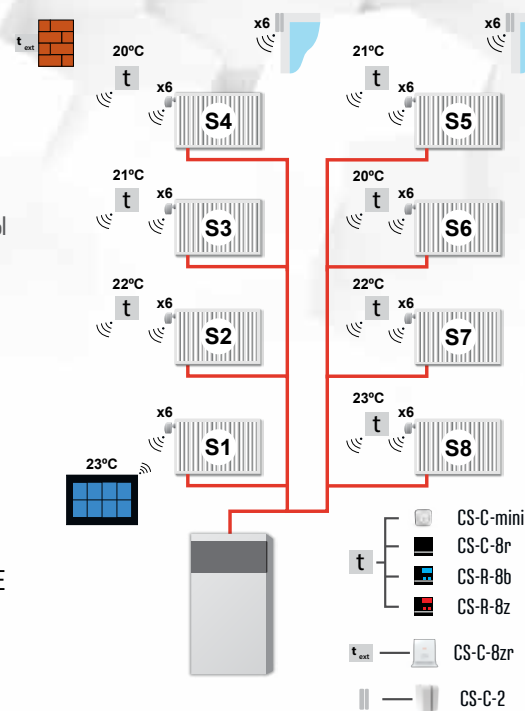 x6
x6
t ext
20ºC
t
x6
S4
21ºC
t
x6
S5
21ºC
t
x6
S3
20ºC
t
x6
S6
ы
22ºC
t
x6
S2
22ºC
t
x6
S7
x6
S1
23ºC
23ºC
t
x6
S8
E
t
CS-C-mini
CS-C-8r
CS-R-8b
CS-R-8z
t ext
CS-C-8zr
CS-C-2